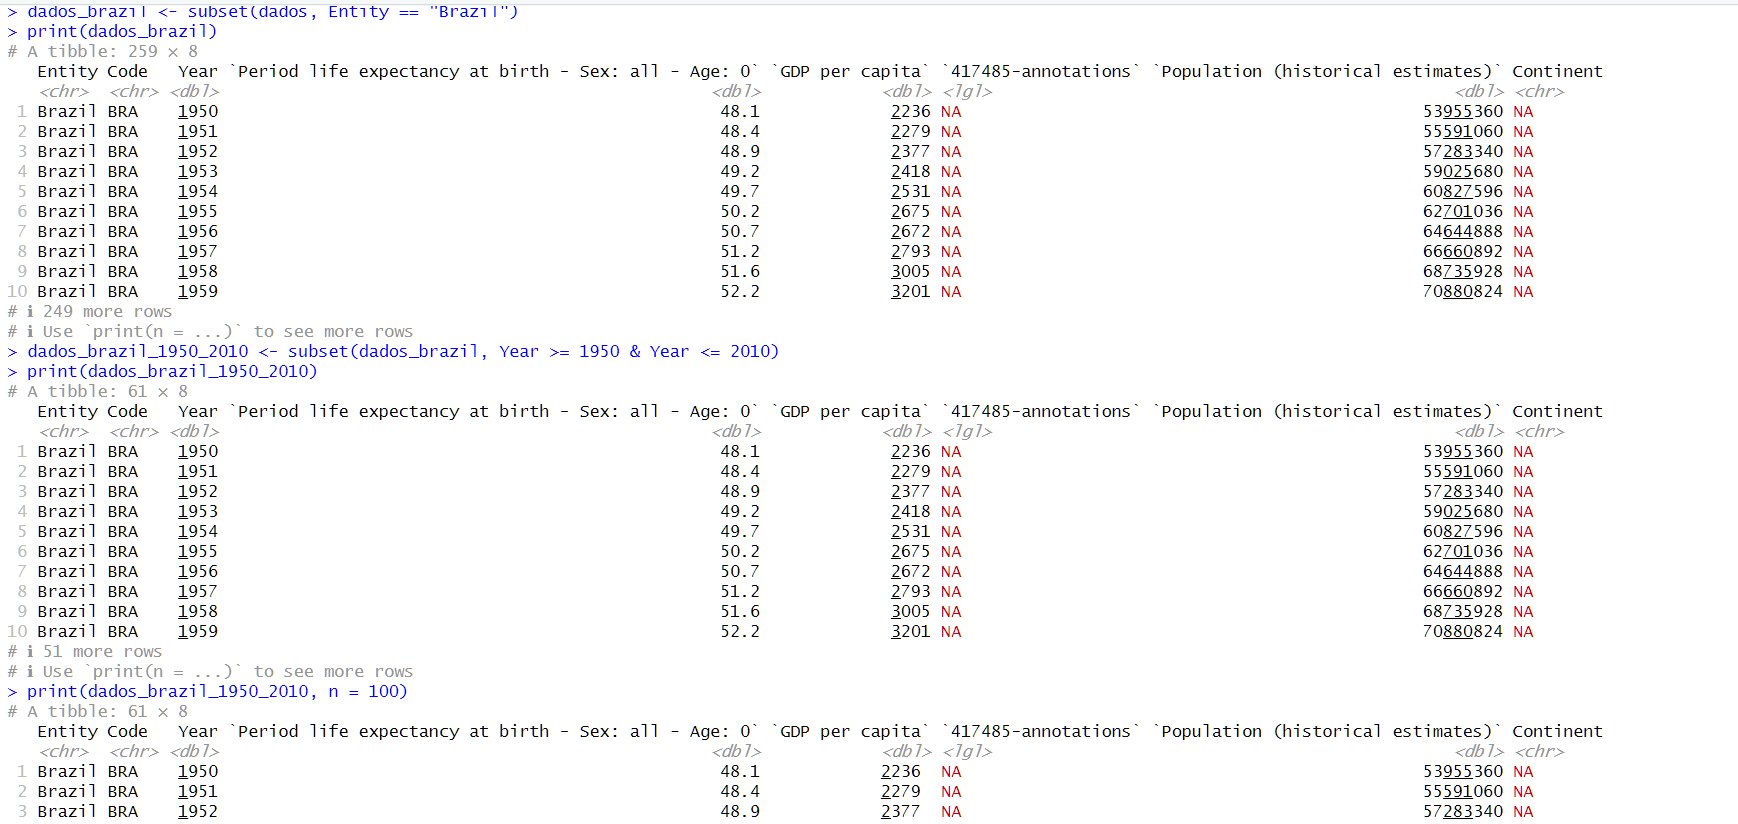 > dados_brazil <- subset(dados, Entity == "Brazil")
> print(dados_brazil)
# A tibble: 259 × 8
Entity Code Year `Period life expectancy at birth - Sex: all - Age: 0` `GDP per capita` `417485-annotations` `Population (historical estimates)` Continent
<chr> <chr> <dbl> <dbl> <dbl> <lgl> <dbl> <chr>
1 Brazil BRA 1950 48.1 2236 NA 53955360 NA
2 Brazil BRA 1951 48.4 2279 NA 55591060 NA
3 Brazil BRA 1952 48.9 2377 NA 57283340 NA
4 Brazil BRA 1953 49.2 2418 NA 59025680 NA
5 Brazil BRA 1954 49.7 2531 NA 60827596 NA
6 Brazil BRA 1955 50.2 2675 NA 62701036 NA
7 Brazil BRA 1956 50.7 2672 NA 64644888 NA
8 Brazil BRA 1957 51.2 2793 NA 66660892 NA
9 Brazil BRA 1958 51.6 3005 NA 68735928 NA
10 Brazil BRA 1959 52.2 3201 NA 70880824 NA
# ℹ 249 more rows
# ℹ Use `print(n = ...)` to see more rows
> dados_brazil_1950_2010 <- subset(dados_brazil, Year >= 1950 & Year <= 2010)
> print(dados_brazil_1950_2010)
# A tibble: 61 × 8
Entity Code Year `Period life expectancy at birth - Sex: all - Age: 0` `GDP per capita` `417485-annotations` `Population (historical estimates)` Continent
<chr> <chr> <dbl> <dbl> <dbl> <lgl> <dbl> <chr>
1 Brazil BRA 1950 48.1 2236 NA 53955360 NA
2 Brazil BRA 1951 48.4 2279 NA 55591060 NA
3 Brazil BRA 1952 48.9 2377 NA 57283340 NA
4 Brazil BRA 1953 49.2 2418 NA 59025680 NA
5 Brazil BRA 1954 49.7 2531 NA 60827596 NA
6 Brazil BRA 1955 50.2 2675 NA 62701036 NA
7 Brazil BRA 1956 50.7 2672 NA 64644888 NA
8 Brazil BRA 1957 51.2 2793 NA 66660892 NA
9 Brazil BRA 1958 51.6 3005 NA 68735928 NA
10 Brazil BRA 1959 52.2 3201 NA 70880824 NA
# ℹ 51 more rows
# ℹ Use `print(n = ...)` to see more rows
> print(dados_brazil_1950_2010, n = 100)
# A tibble: 61 × 8
Entity Code Year `Period life expectancy at birth - Sex: all - Age: 0` `GDP per capita` `417485-annotations` `Population (historical estimates)` Continent
<chr> <chr> <dbl> <dbl> <dbl> <lgl> <dbl> <chr>
1 Brazil BRA 1950 48.1 2236 NA 53955360 NA
2 Brazil BRA 1951 48.4 2279 NA 55591060 NA
3 Brazil BRA 1952 48.9 2377 NA 57283340 NA